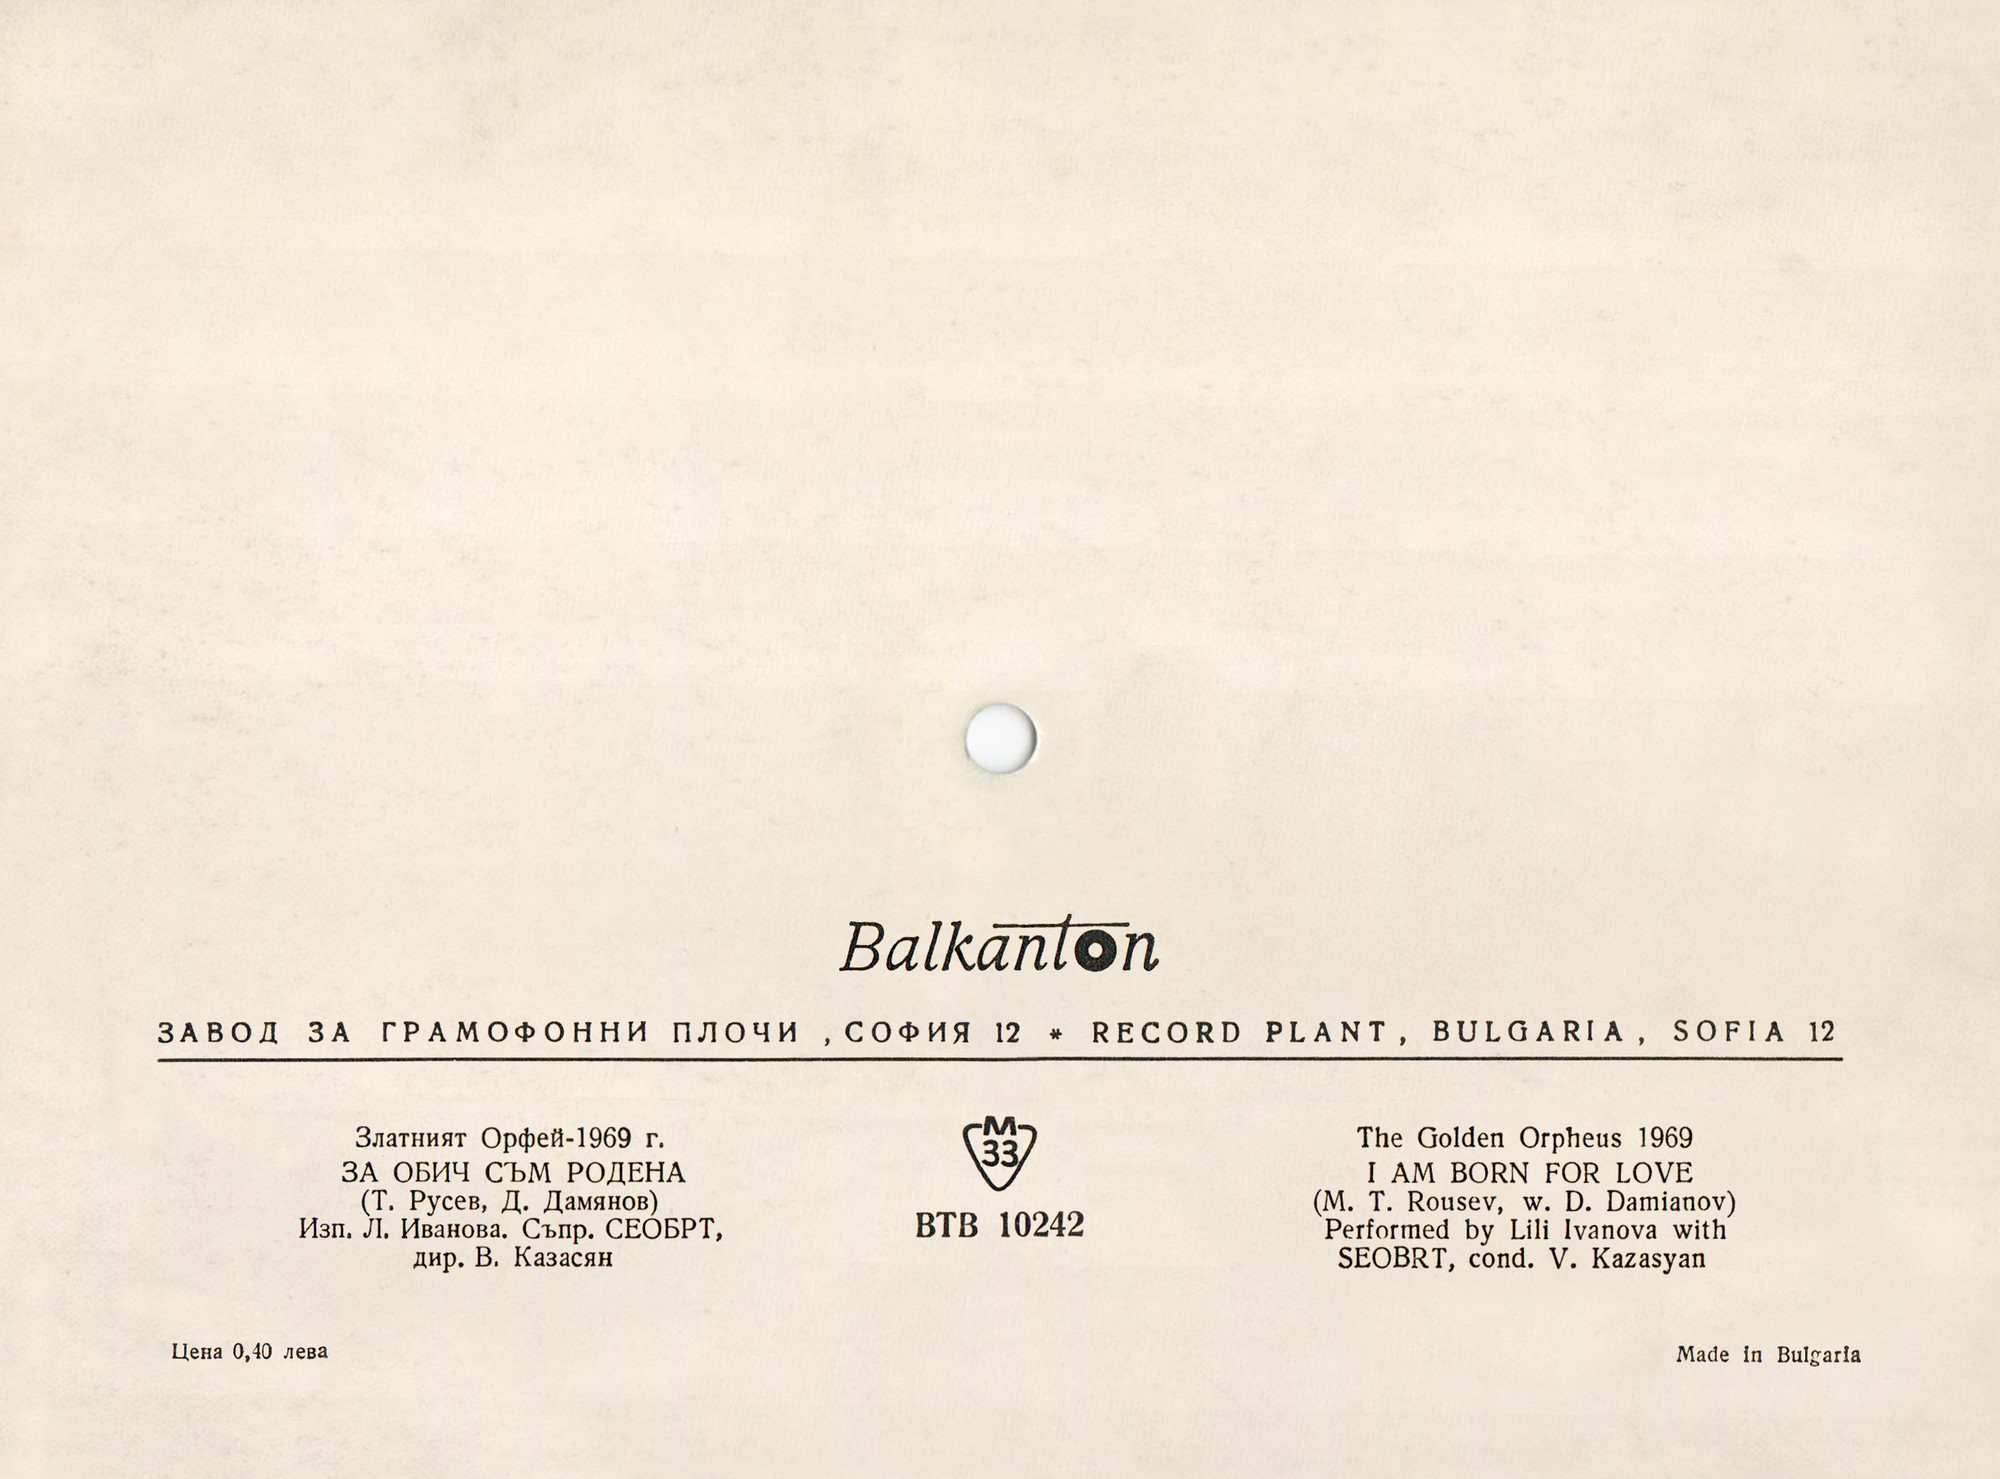 Balkanton
ЗАВОД ЗА ГРАМОФОННИ ПЛОЧИ , СОФИЯ 12 * RECORD PLANT, BULGARIA, SOFIA 12
Златният Орфей-1969 г.
ЗА ОБИЧ СЪМ РОДЕНА
(Т. Русев, Д. Дамянов)
Изп. Л. Иванова. Съпр. СЕОБРТ,
дир. В. Казасян
М
33
ВТВ 10242
The Golden Orpheus 1969
I AM BORN FOR LOVE
(M. T. Rousev, w. D. Damianov)
Performed by Lili Ivanova with
SEOBRT, cond. V. Kazasyan
Цена 0,40 лева
Made in Bulgaria